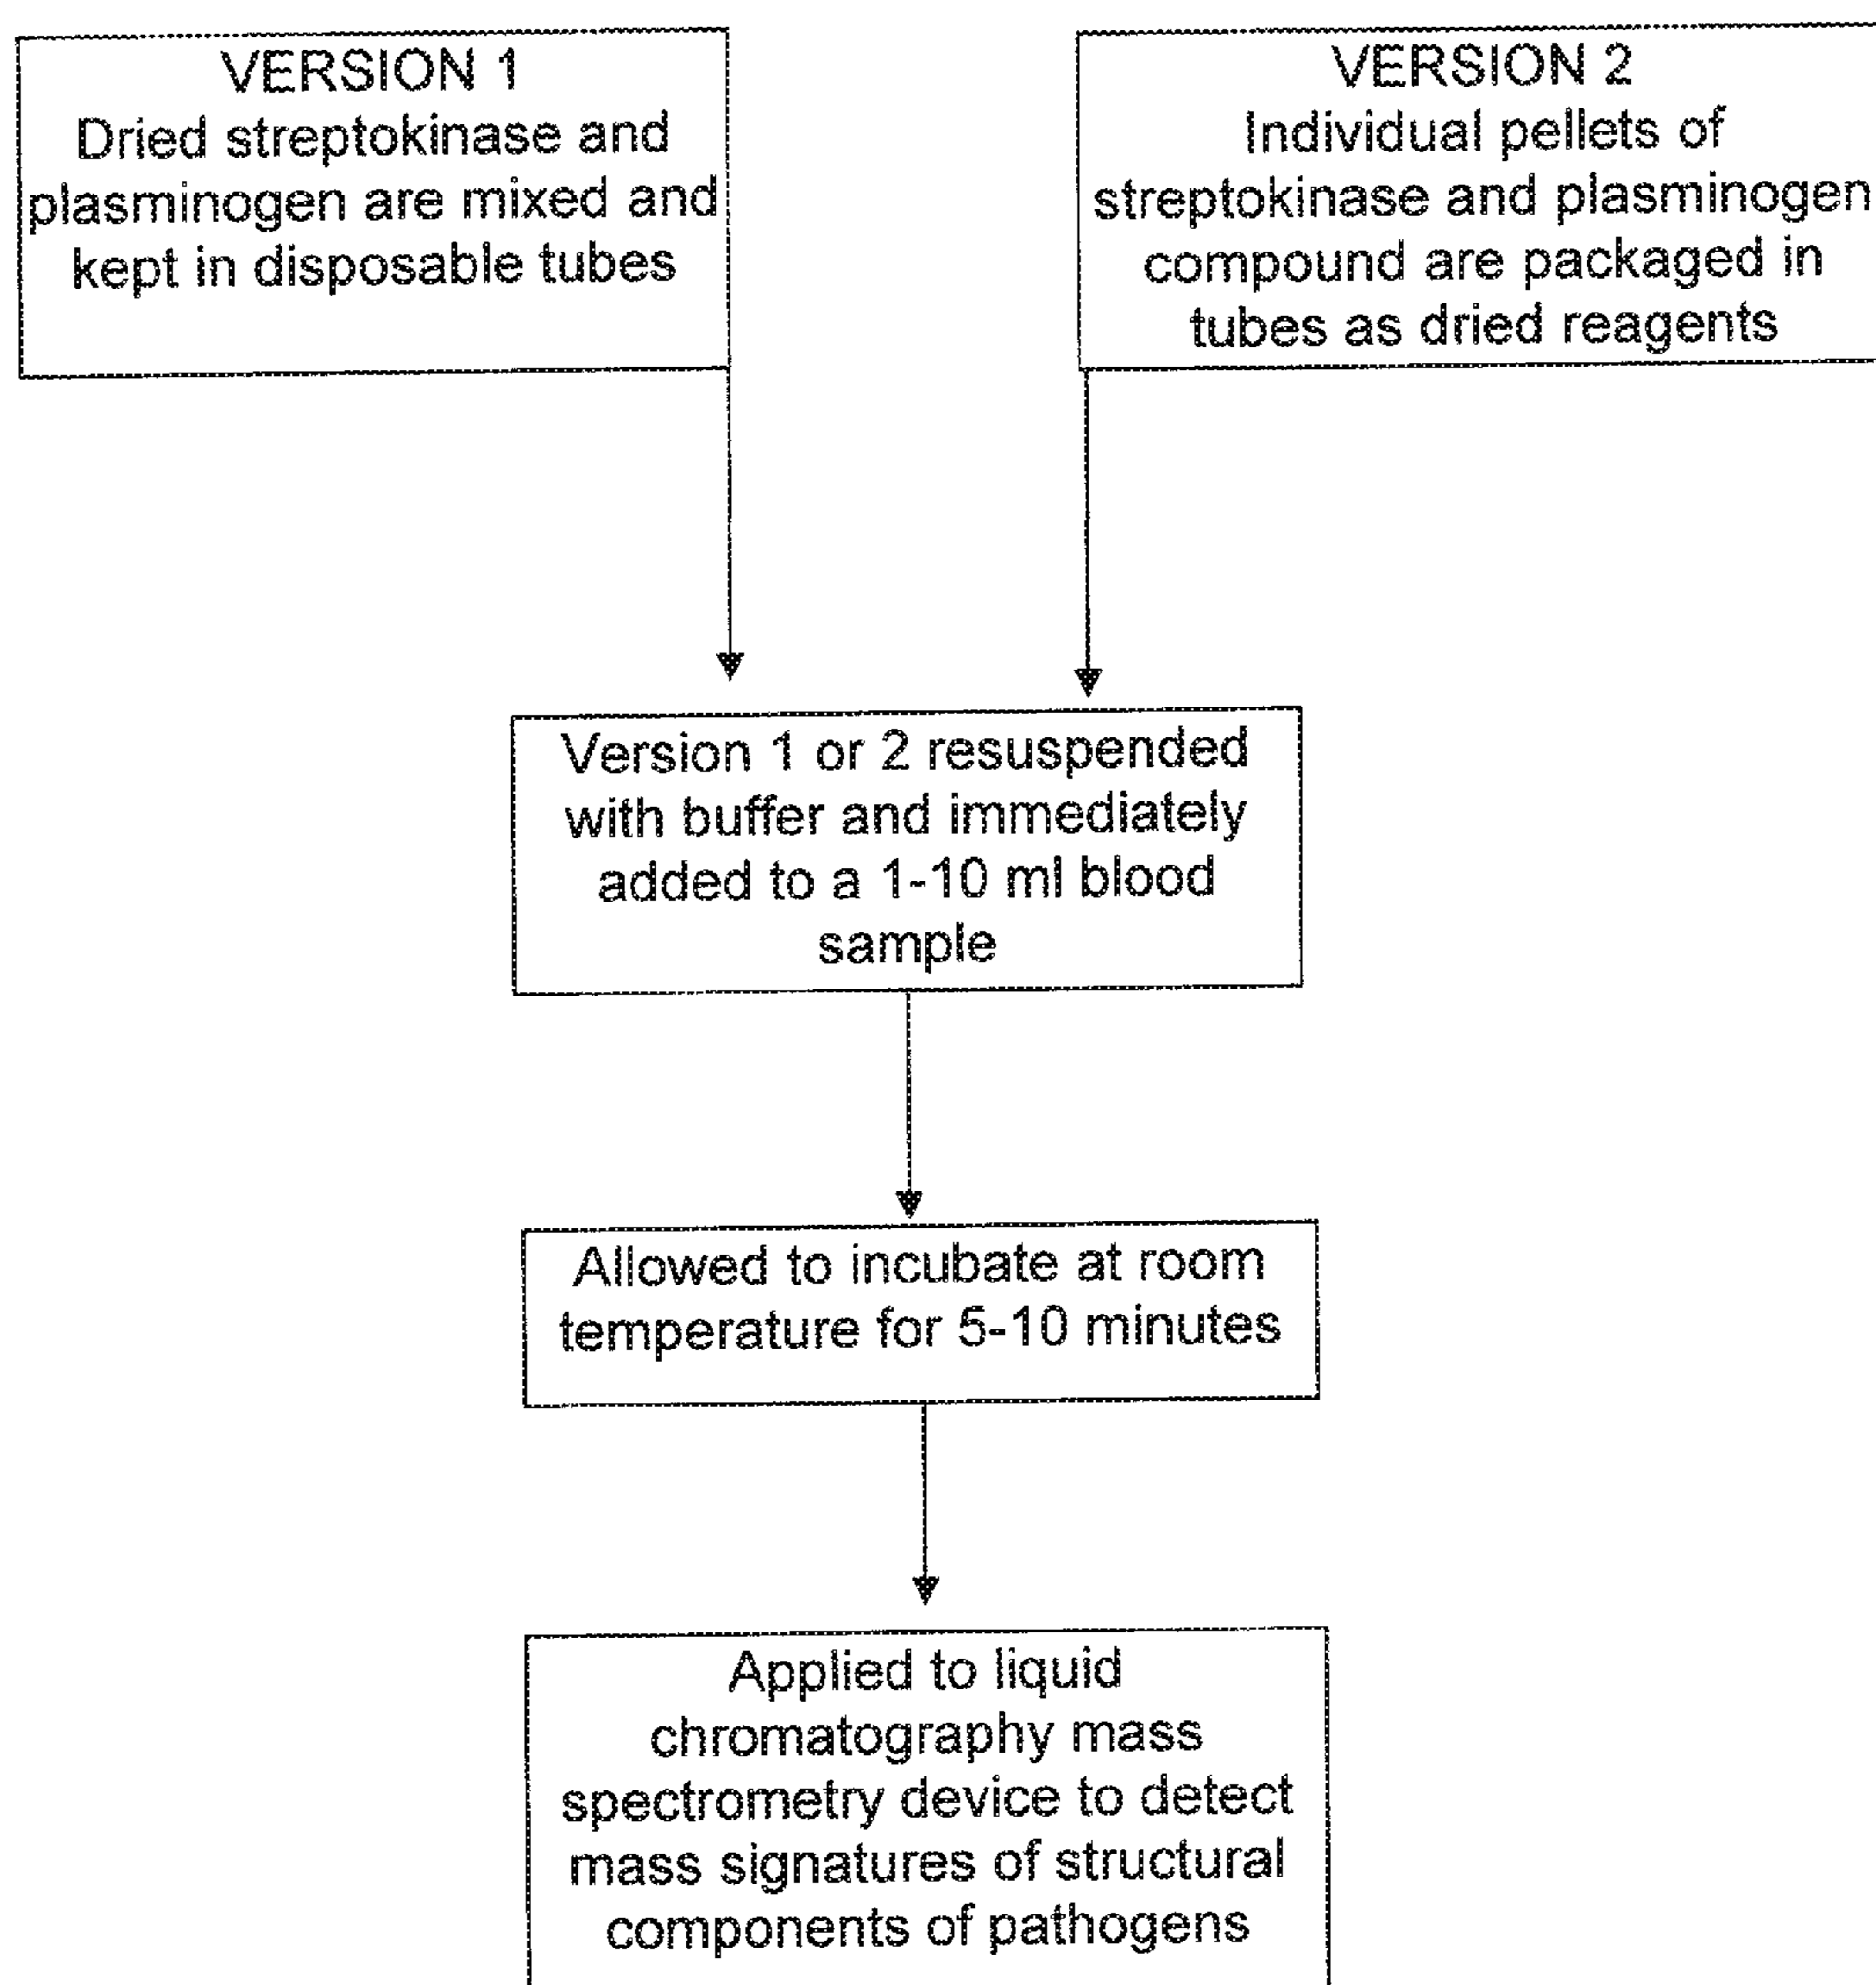 VERSION 1
Dried streptokinase and
plasminogen are mixed and
kept in disposable tubes
VERSION 2
Individual pellets of
streptokinase and plasminogen
compound are packaged in
tubes as dried reagents
Version 1 or 2 resuspended
with buffer and immediately
added to a 1-10 ml blood
sample
Allowed to incubate at room
temperature for 5-10 minutes
Applied to liquid
chromatography mass
spectrometry device to detect
mass signatures of structural
components of pathogens